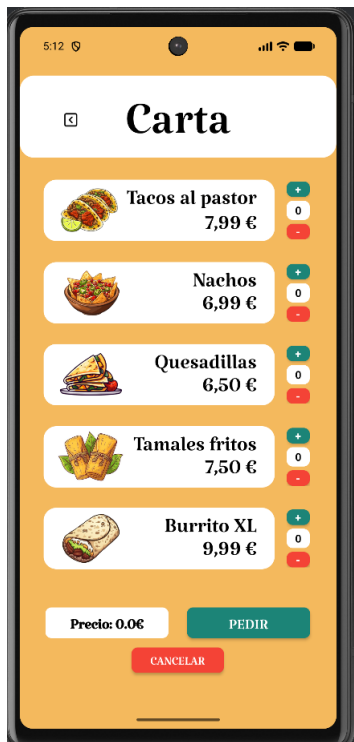 5:12
Carta
Tacos al pastor
7,99 €
+
0
-
Nachos
6,99 €
+
0
-
Quesadillas
6,50 €
+
0
-
Tamales fritos
7,50 €
+
0
-
Burrito XL
9,99 €
+
0
-
Precio: 0.0€
PEDIR
CANCELAR